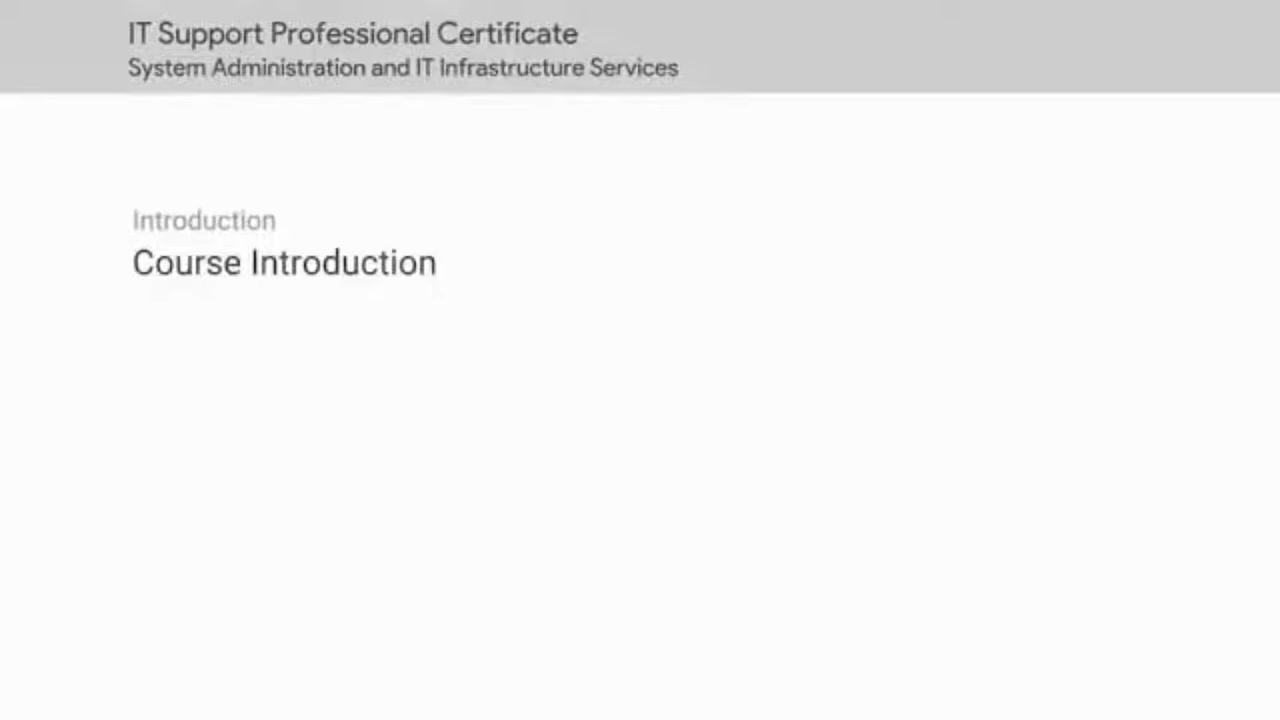 IT Support Professional Certificate
System Administration and IT Infrastructure Services
Introduction
Course Introduction